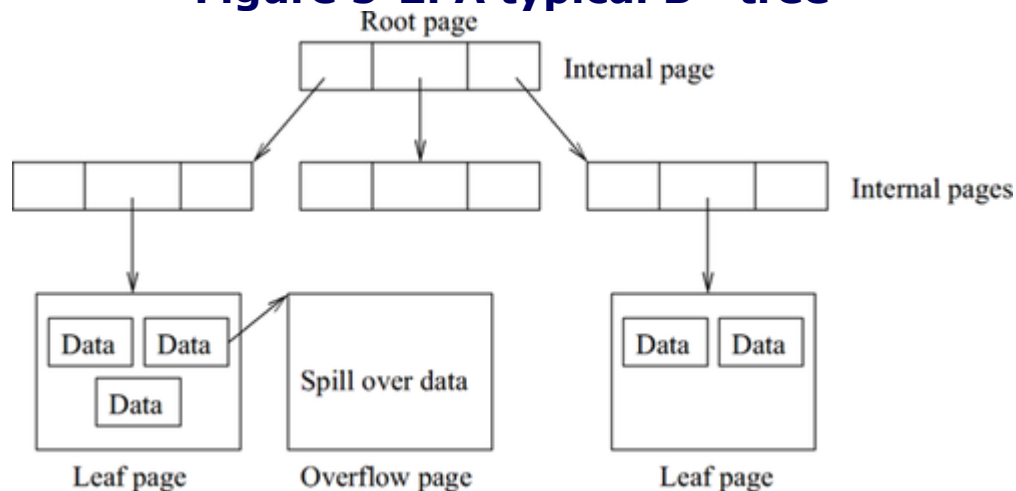 Root page
Internal page
Internal pages
Data Data Data Data
Data
Spill over data
Leaf page Overflow page Leaf page